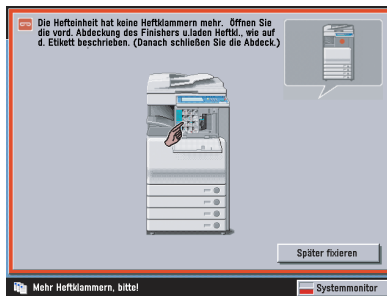 Die Hefteinheit hat keine Heftklammern mehr. Öffnen Sie
die vord. Abdeckung des Finishers u.laden Heftkl., wie auf
d. Etikett beschrieben. (Danach schließen Sie die Abdeck.)
Später fixieren
Mehr Heftklammern, bitte!
Systemmonitor